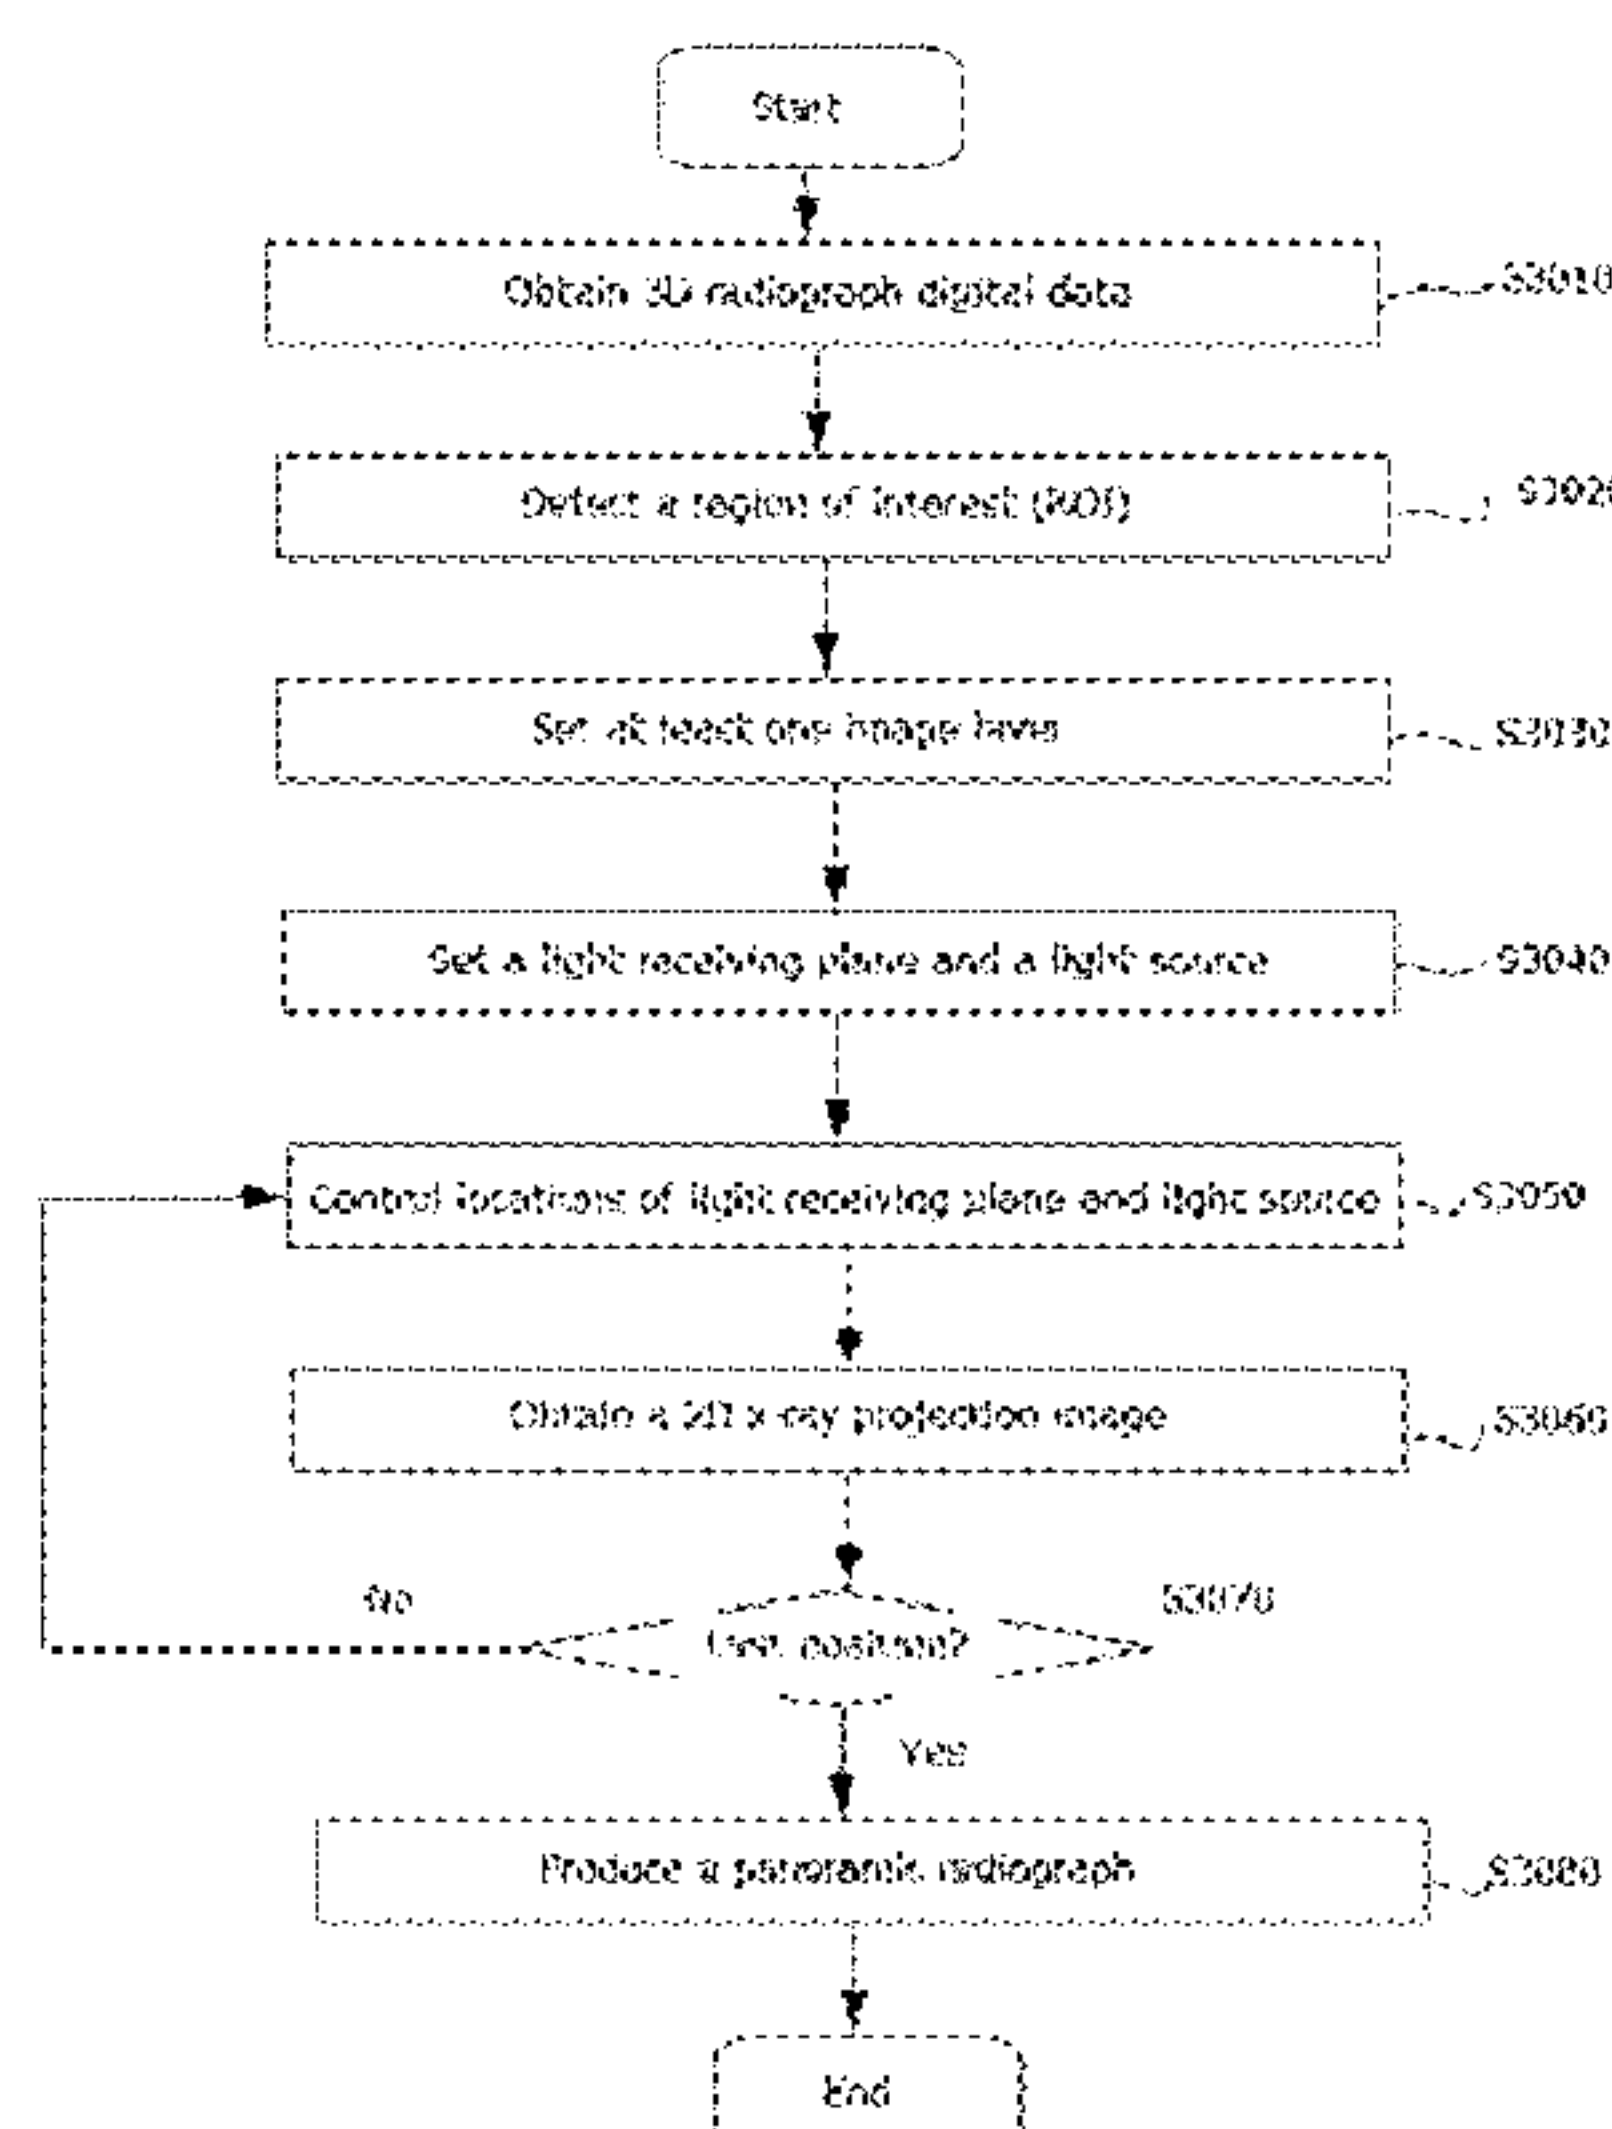 Start
Obtain 3D radiograph digital data
S3010
Detect a region of interest (ROI)
S3020
Set at least one image layer
S3030
Set a light receiving plane and a light source
S3040
Control locations of light receiving plane and light source
S3050
Obtain a 2D x-ray projection image
S3060
No
S3070
Last position?
Yes
Produce a panoramic radiograph
S3080
End